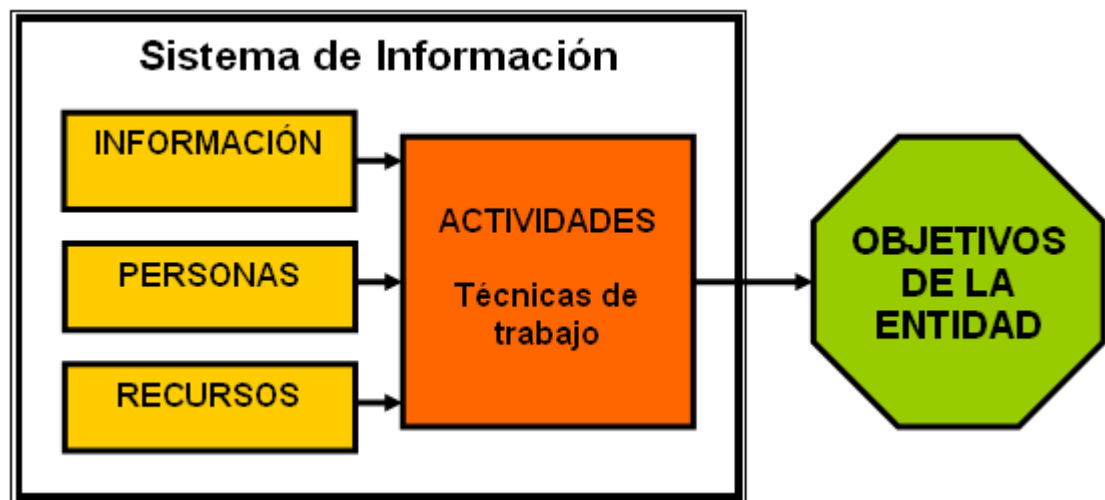 Sistema de Información
INFORMACIÓN
PERSONAS
RECURSOS
ACTIVIDADES
Técnicas de
trabajo
OBJETIVOS
DE LA
ENTIDAD